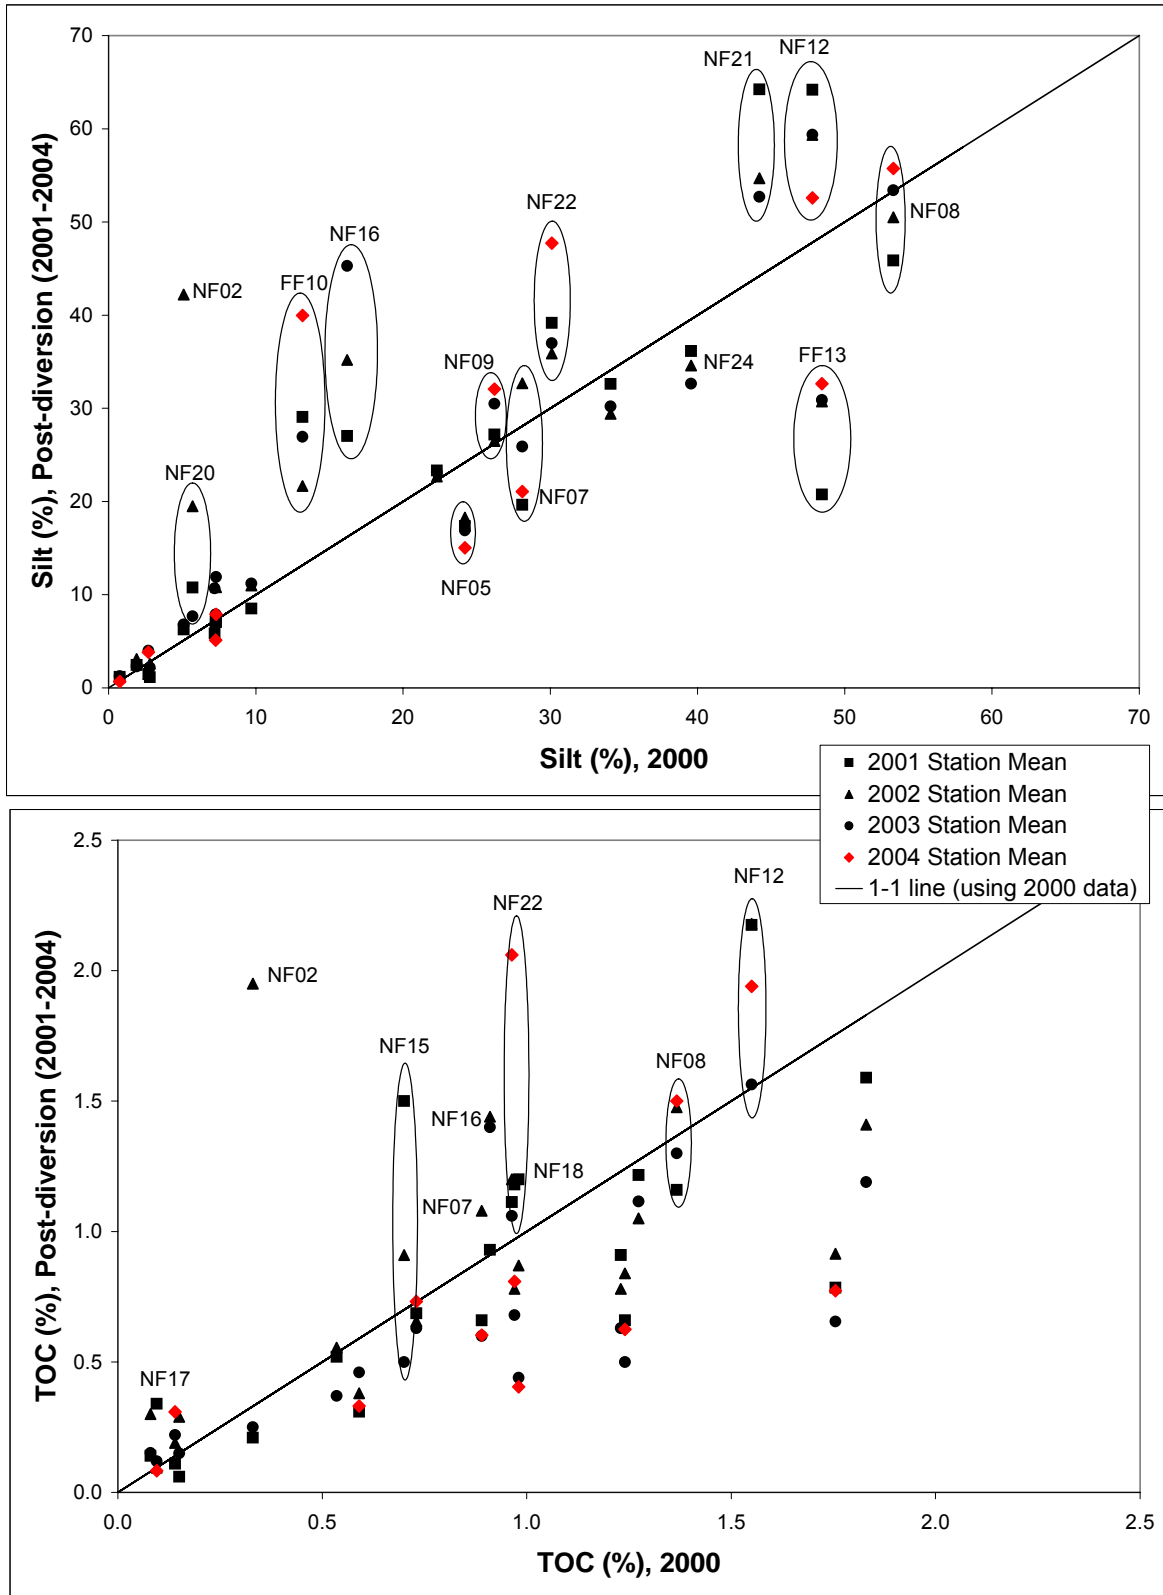 70
60
50
40
30
20
10
0
Silt (%), Post-diversion (2001-2004)
NF21
NF12
NF22
NF08
NF16
NF02
FF10
NF09
NF24
FF13
NF20
NF07
NF05
0 10 20 30 40 50 60 70
Silt (%), 2000
2001 Station Mean
2002 Station Mean
2003 Station Mean
2004 Station Mean
1-1 line (using 2000 data)
2.5
2.0
1.5
1.0
0.5
0.0
TOC (%), Post-diversion (2001-2004)
NF12
NF22
NF02
NF15
NF08
NF16
NF18
NF07
NF17
0.0 0.5 1.0 1.5 2.0 2.5
TOC (%), 2000